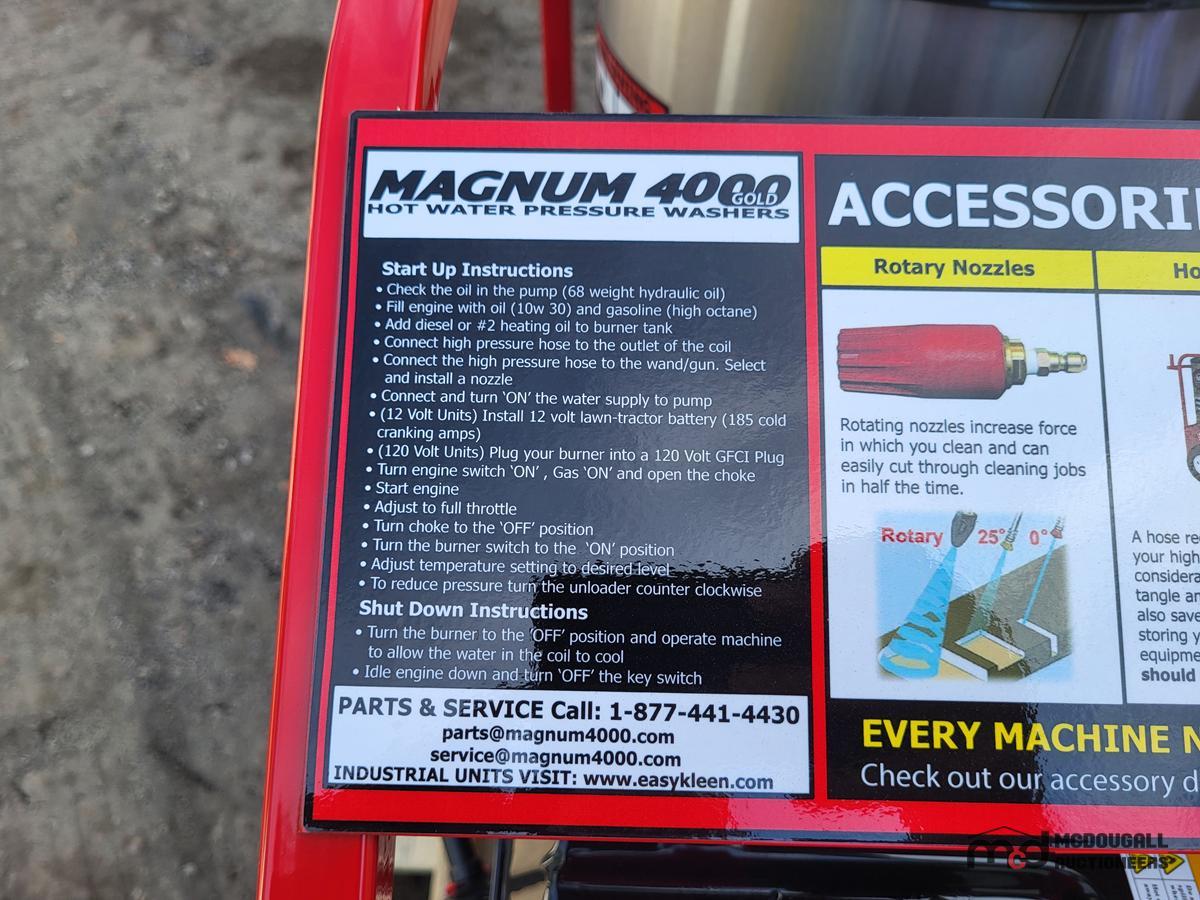 MAGNUM 4000
GOLD
HOT WATER PRESSURE WASHERS
Start Up Instructions
• Check the oil in the pump (68 weight hydraulic oil)
• Fill engine with oil (10w 30) and gasoline (high octane)
• Add diesel or #2 heating oil to burner tank
• Connect high pressure hose to the outlet of the coil
• Connect the high pressure hose to the wand/gun. Select
and install a nozzle
• Connect and turn ‘ON’ the water supply to pump
• (12 Volt Units) Install 12 volt lawn-tractor battery (185 cold
cranking amps)
• (120 Volt Units) Plug your burner into a 120 Volt GFCI Plug
• Turn engine switch ‘ON’ , Gas ‘ON’ and open the choke
• Start engine
• Adjust to full throttle
• Turn choke to the ‘OFF’ position
• Turn the burner switch to the ‘ON’ position
• Adjust temperature setting to desired level
• To reduce pressure turn the unloader counter clockwise
Shut Down Instructions
• Turn the burner to the ‘OFF’ position and operate machine
to allow the water in the coil to cool
• Idle engine down and turn ‘OFF’ the key switch
PARTS & SERVICE Call: 1-877-441-4430
parts@magnum4000.com
service@magnum4000.com
INDUSTRIAL UNITS VISIT: www.easykleen.com
ACCESSORI
Rotary Nozzles
Rotating nozzles increase force
in which you clean and can
easily cut through cleaning jobs
in half the time.
Rotary 25° 0°
Ho
A hose re
your high
considera
tangle an
also save
storing y
equipme
should
EVERY MACHINE N
Check out our accessory d
mcd MCDOUGALL
AUCTIONEERS